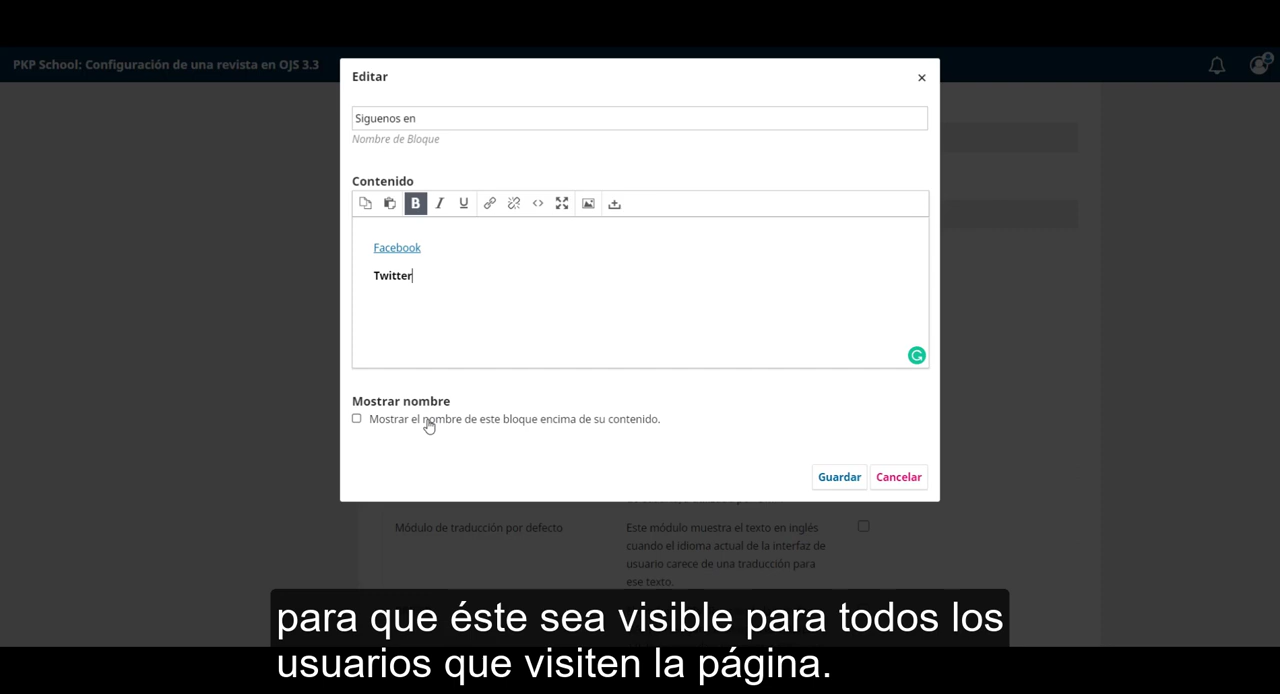 PKP School: Configuración de una revista en OJS 3.3
Editar
×
Siguenos en
Nombre de Bloque
Contenido
B I U
Facebook
Twitter
Mostrar nombre
Mostrar el nombre de este bloque encima de su contenido.
Guardar Cancelar
Módulo de traducción por defecto
Este módulo muestra el texto en inglés
cuando el idioma actual de la interfaz de
usuario carece de una traducción para
ese texto.
para que éste sea visible para todos los
usuarios que visiten la página.